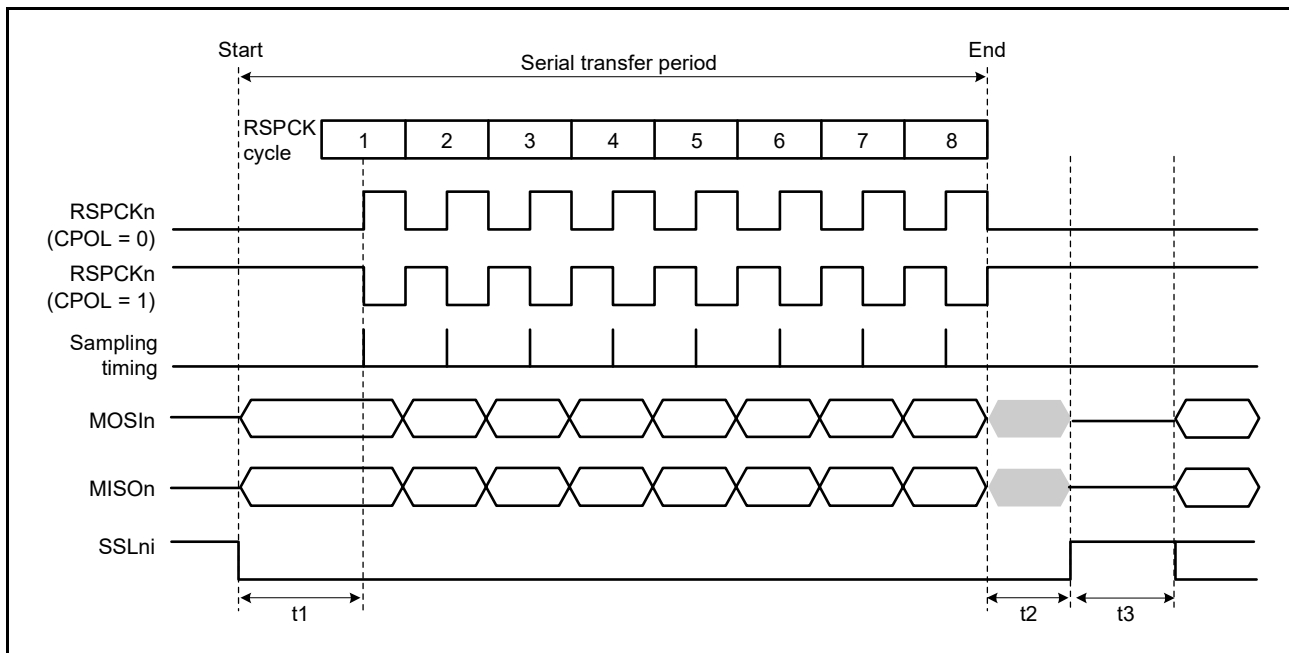 Start
End
Serial transfer period
RSPCK
cycle
1 2 3 4 5 6 7 8
RSPCKn
(CPOL = 0)
RSPCKn
(CPOL = 1)
Sampling
timing
MOSIn
MISOn
SSLni
t1
t2
t3